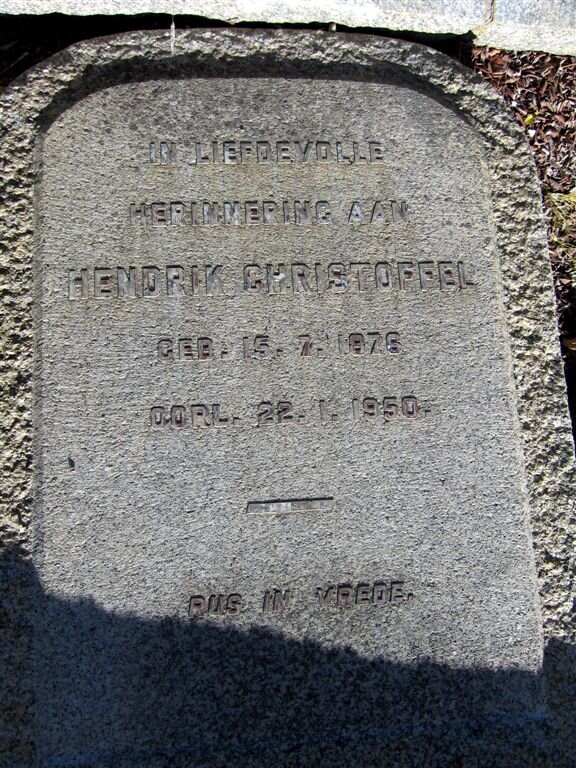 IN LIEFDEVOLLE
HERINNERING AAN
HENDRIK CHRISTOFFEL
GEB. 15. 7. 1876
OORL. 22. 1. 1950.
RUS IN VREDE.